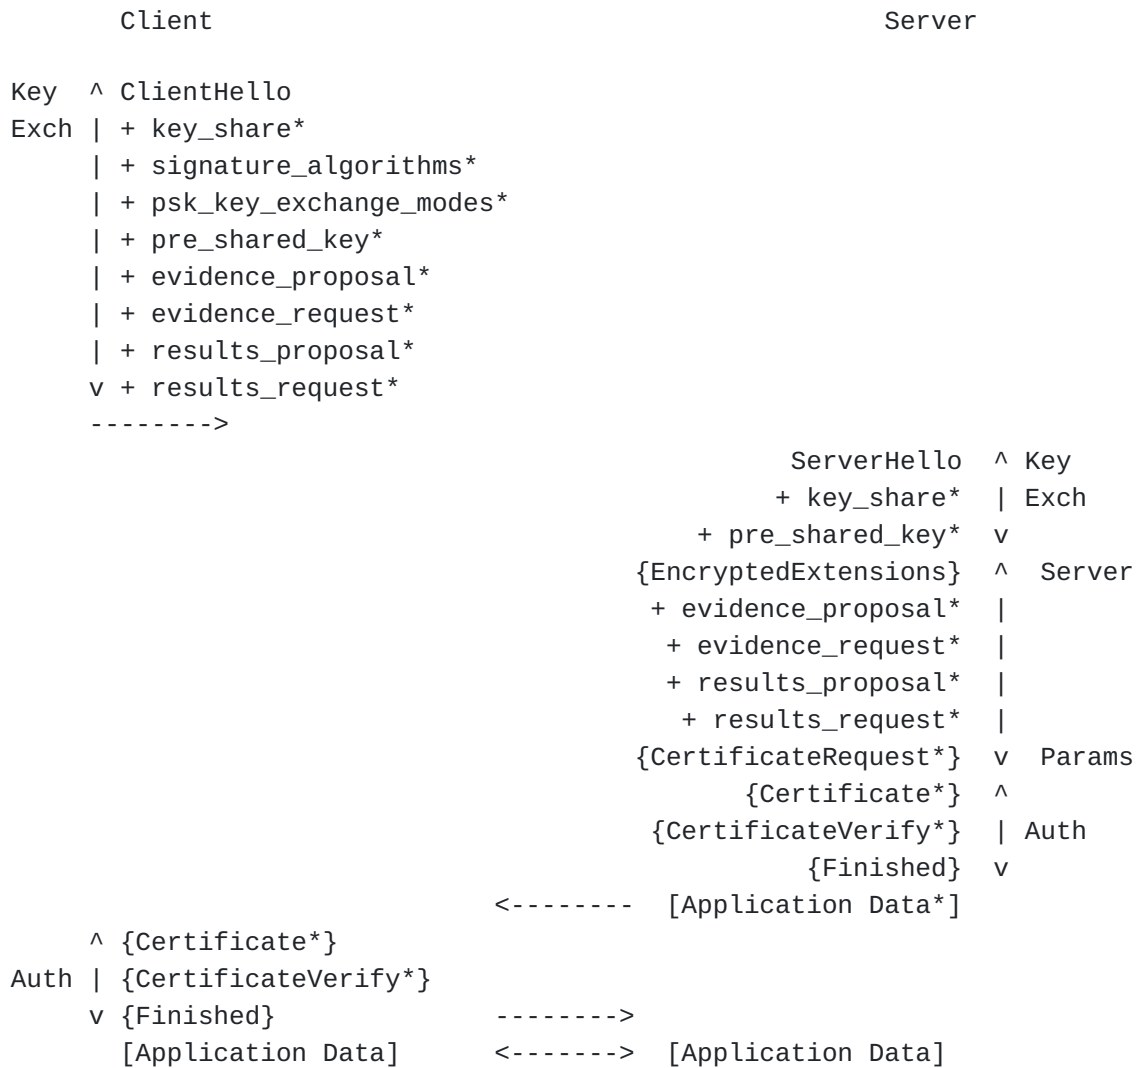 Client                                           Server

Key  ^ ClientHello
Exch | + key_share*
     | + signature_algorithms*
     | + psk_key_exchange_modes*
     | + pre_shared_key*
     | + evidence_proposal*
     | + evidence_request*
     | + results_proposal*
     v + results_request*
     -------->
                                                  ServerHello  ^ Key
                                                 + key_share*  | Exch
                                            + pre_shared_key*  v
                                        {EncryptedExtensions}  ^  Server
                                         + evidence_proposal*  |
                                          + evidence_request*  |
                                          + results_proposal*  |
                                           + results_request*  |
                                        {CertificateRequest*}  v  Params
                                               {Certificate*}  ^
                                         {CertificateVerify*}  | Auth
                                                   {Finished}  v
                               <--------  [Application Data*]
     ^ {Certificate*}
Auth | {CertificateVerify*}
     v {Finished}              -------->
       [Application Data]      <------->  [Application Data]